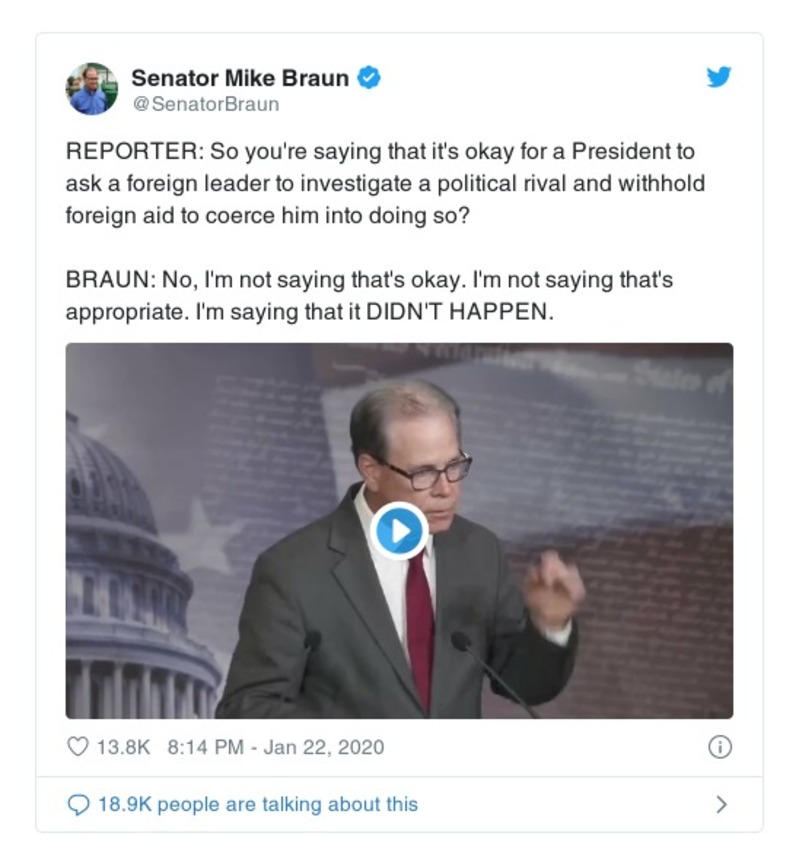 Senator Mike Braun
@SenatorBraun
REPORTER: So you're saying that it's okay for a President to
ask a foreign leader to investigate a political rival and withhold
foreign aid to coerce him into doing so?
BRAUN: No, I'm not saying that's okay. I'm not saying that's
appropriate. I'm saying that it DIDN'T HAPPEN.
13.8K 8:14 PM - Jan 22, 2020
18.9K people are talking about this